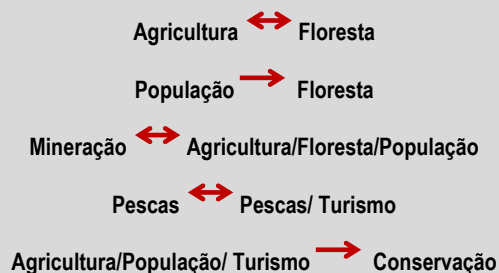 Agricultura ↔ Floresta
População → Floresta
Mineração ↔ Agricultura/Floresta/População
Pescas ↔ Pescas/ Turismo
Agricultura/População/ Turismo → Conservação